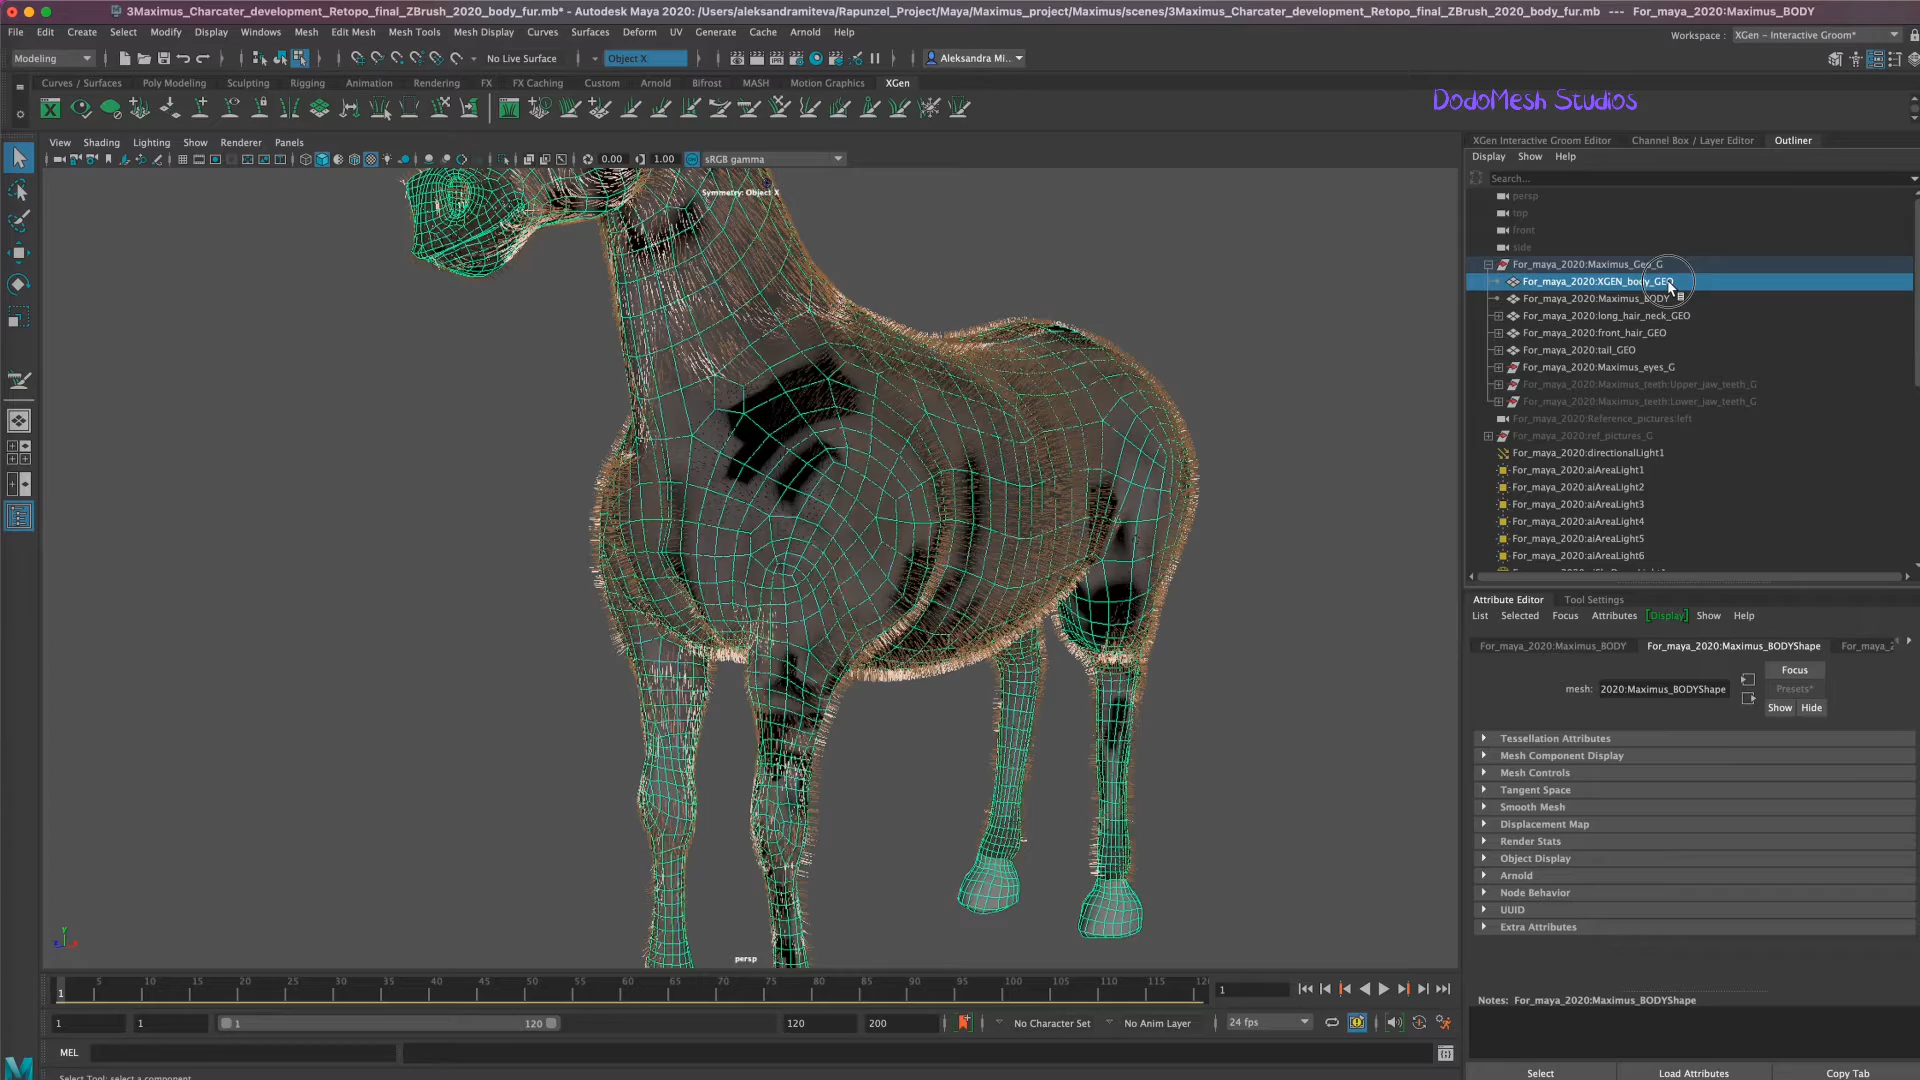 3Maximus_Charcater_development_Retopo_final_ZBrush_2020_body_fur.mb* - Autodesk Maya 2020: /Users/aleksandramiteva/Rapunzel_Project/Maya/Maximus_project/Maximus/scenes/3Maximus_Charcater_development_Retopo_final_ZBrush_2020_body_fur.mb --- For_maya_2020:Maximus_BODY
File Edit Create Select Modify Display Windows Mesh Edit Mesh Mesh Tools Mesh Display Curves Surfaces Deform UV Generate Cache Arnold Help
Workspace : XGen - Interactive Groom*
Modeling No Live Surface Object X Aleksandra Mi..
Curves / Surfaces Poly Modeling Sculpting Rigging Animation Rendering FX FX Caching Custom Arnold Bifrost MASH Motion Graphics XGen
DodoMesh Studios
View Shading Lighting Show Renderer Panels
0.00 1.00 sRGB gamma
Symmetry: Object X
XGen Interactive Groom Editor Channel Box / Layer Editor Outliner
Display Show Help
Search...
persp
top
front
side
For_maya_2020:Maximus_Geo_G
For_maya_2020:XGEN_body_GEO
For_maya_2020:Maximus_BODY
For_maya_2020:long_hair_neck_GEO
For_maya_2020:front_hair_GEO
For_maya_2020:tail_GEO
For_maya_2020:Maximus_eyes_G
For_maya_2020:Maximus_teeth:Upper_jaw_teeth_G
For_maya_2020:Maximus_teeth:Lower_jaw_teeth_G
For_maya_2020:Reference_pictures:left
For_maya_2020:ref_pictures_G
For_maya_2020:directionalLight1
For_maya_2020:aiAreaLight1
For_maya_2020:aiAreaLight2
For_maya_2020:aiAreaLight3
For_maya_2020:aiAreaLight4
For_maya_2020:aiAreaLight5
For_maya_2020:aiAreaLight6
Attribute Editor Tool Settings
List Selected Focus Attributes [Display] Show Help
For_maya_2020:Maximus_BODY For_maya_2020:Maximus_BODYShape For_maya_2
Focus
mesh: 2020:Maximus_BODYShape Presets*
Show Hide
Tessellation Attributes
Mesh Component Display
Mesh Controls
Tangent Space
Smooth Mesh
Displacement Map
Render Stats
Object Display
Arnold
Node Behavior
UUID
Extra Attributes
Notes: For_maya_2020:Maximus_BODYShape
Select Load Attributes Copy Tab
y
persp
5 10 15 20 25 30 35 40 45 50 55 60 65 70 75 80 85 90 95 100 105 110 115 12
1 1
1 1 1 120 120 200 No Character Set No Anim Layer 24 fps
MEL
Select Tool: select a component